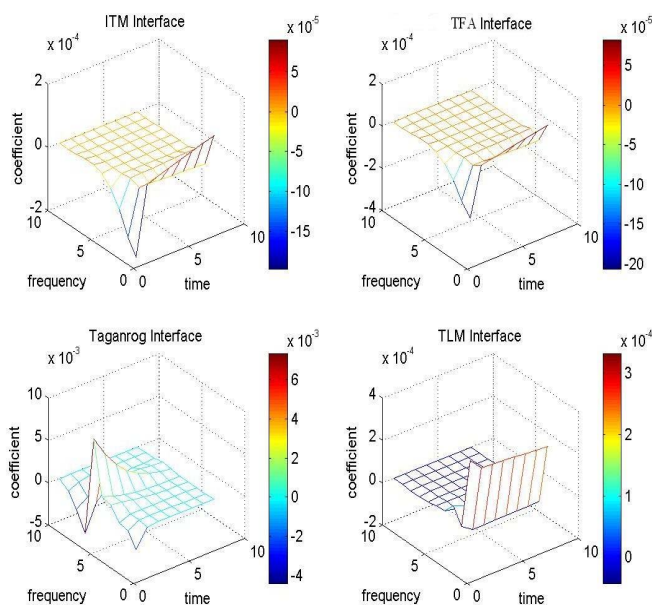 ITM Interface
x 10⁻⁴
x 10⁻⁵
2
0
-2
coefficient
10
5
0
frequency
0
5
10
time
5
0
-5
-10
-15
TFA Interface
x 10⁻⁴
x 10⁻⁵
2
0
-2
-4
coefficient
10
5
0
frequency
0
5
10
time
5
0
-5
-10
-15
-20
Taganrog Interface
x 10⁻³
x 10⁻³
10
5
0
-5
coefficient
10
5
0
frequency
0
5
10
time
6
4
2
0
-2
-4
TLM Interface
x 10⁻⁴
x 10⁻⁴
4
2
0
-2
coefficient
10
5
0
frequency
0
5
10
time
3
2
1
0